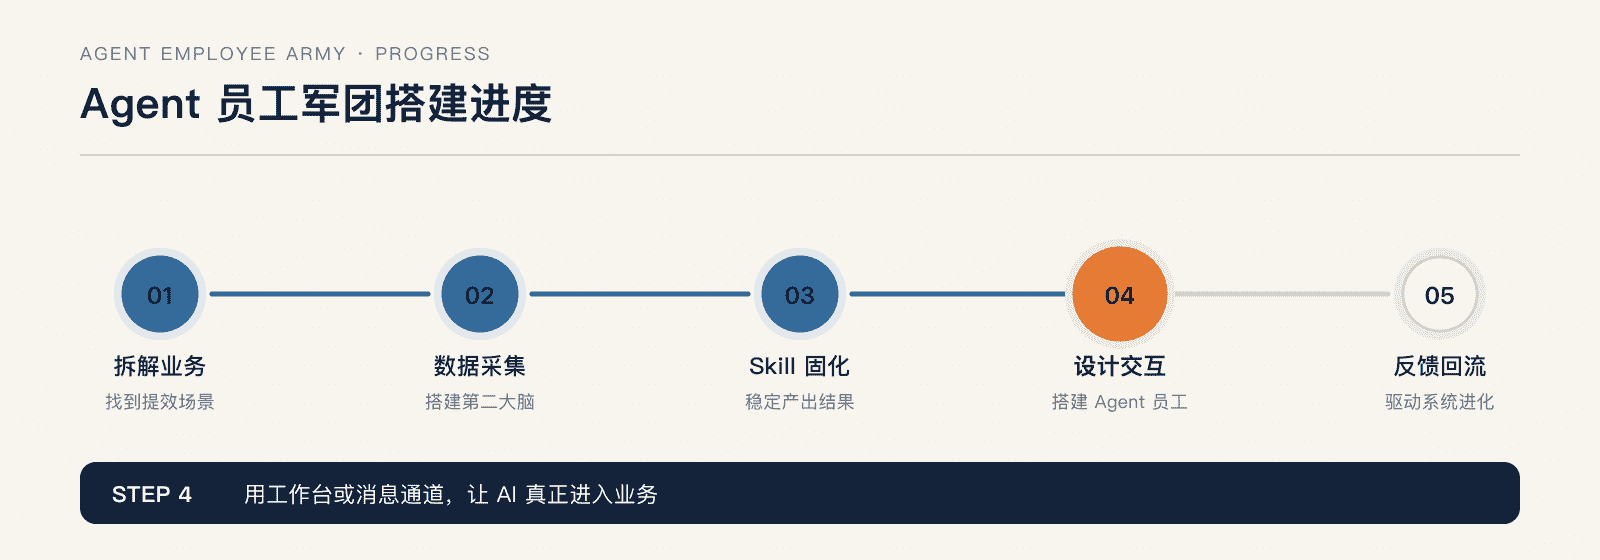 AGENT EMPLOYEE ARMY · PROGRESS
Agent 员工军团搭建进度
01
02
03
04
05
拆解业务
数据采集
Skill 固化
设计交互
反馈回流
找到提效场景
搭建第二大脑
稳定产出结果
搭建 Agent 员工
驱动系统进化
STEP 4 用工作台或消息通道，让 AI 真正进入业务